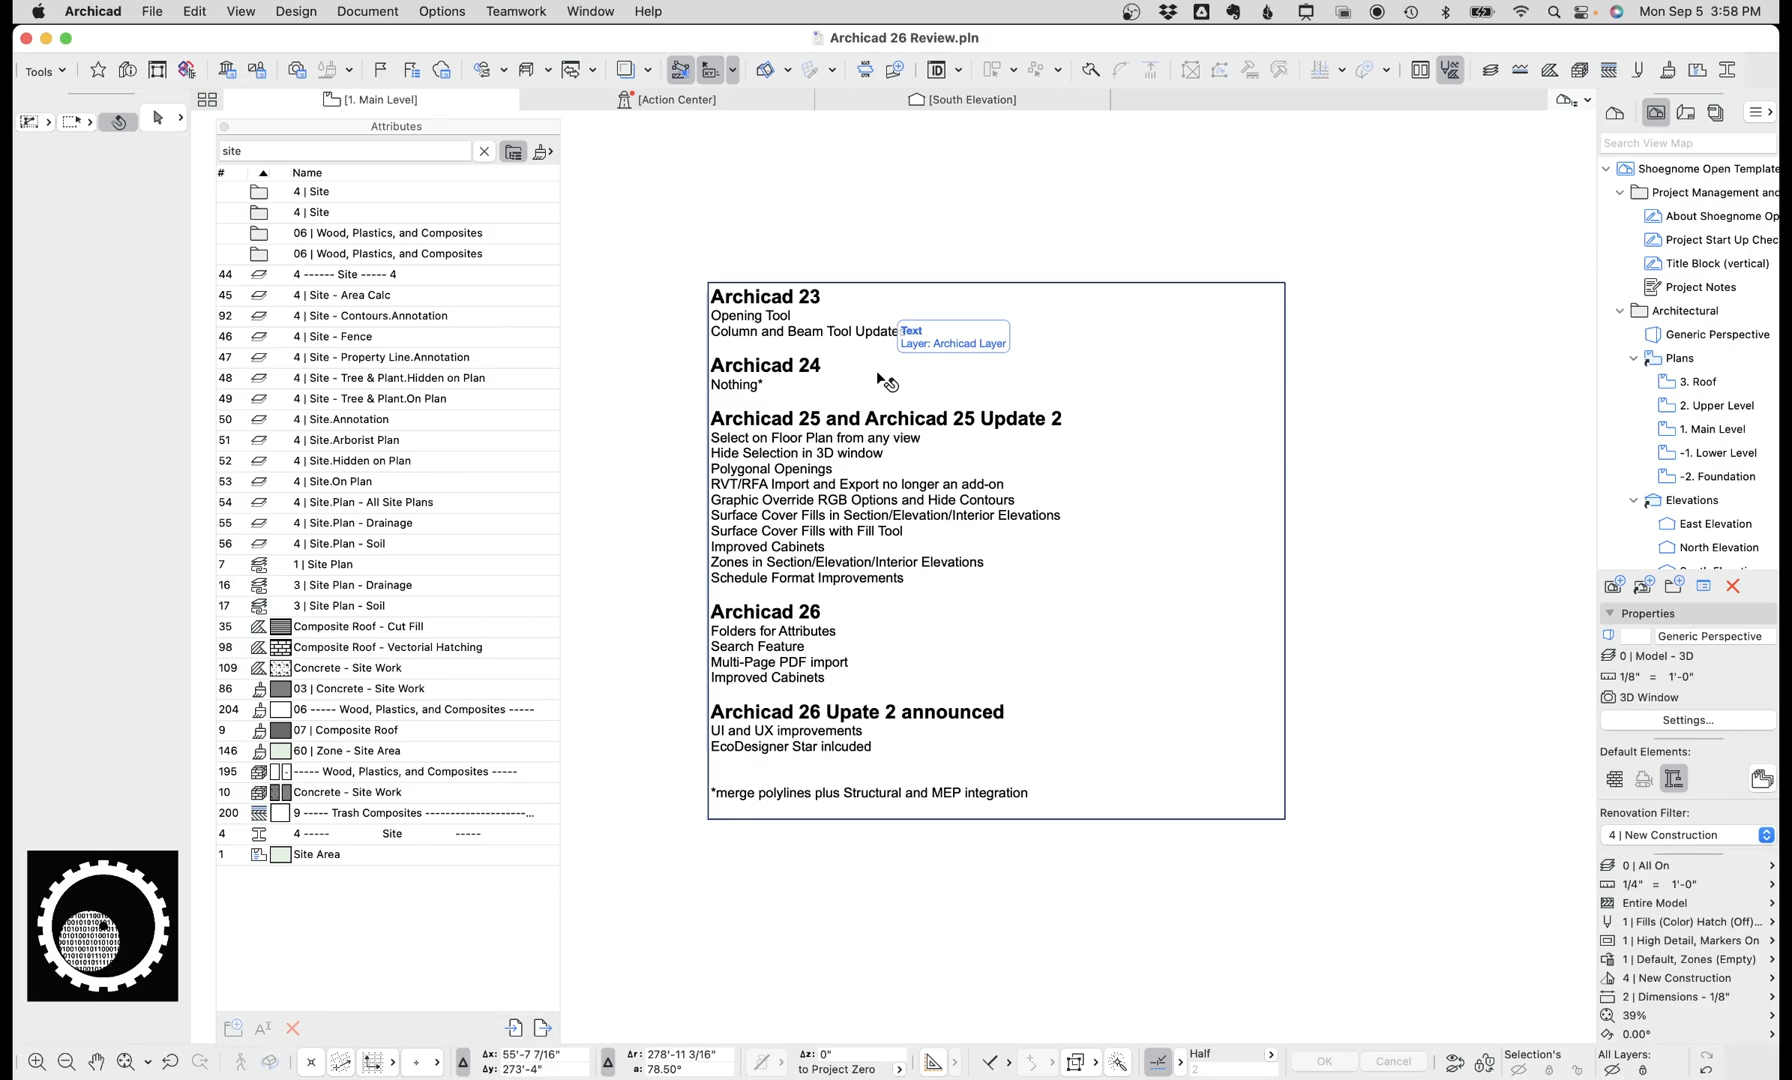 Archicad File Edit View Design Document Options Teamwork Window Help
Mon Sep 5 3:58 PM
Archicad 26 Review.pln
Tools
[1. Main Level]
[Action Center]
[South Elevation]
Attributes
site
# Name
4 | Site
4 | Site
06 | Wood, Plastics, and Composites
06 | Wood, Plastics, and Composites
44 4 ------ Site ----- 4
45 4 | Site - Area Calc
92 4 | Site - Contours.Annotation
46 4 | Site - Fence
47 4 | Site - Property Line.Annotation
48 4 | Site - Tree & Plant.Hidden on Plan
49 4 | Site - Tree & Plant.On Plan
50 4 | Site.Annotation
51 4 | Site.Arborist Plan
52 4 | Site.Hidden on Plan
53 4 | Site.On Plan
54 4 | Site.Plan - All Site Plans
55 4 | Site.Plan - Drainage
56 4 | Site.Plan - Soil
7 1 | Site Plan
16 3 | Site Plan - Drainage
17 3 | Site Plan - Soil
35 Composite Roof - Cut Fill
98 Composite Roof - Vectorial Hatching
109 Concrete - Site Work
86 03 | Concrete - Site Work
204 06 ----- Wood, Plastics, and Composites -----
9 07 | Composite Roof
146 60 | Zone - Site Area
195 ----- Wood, Plastics, and Composites -----
10 Concrete - Site Work
200 9 ----- Trash Composites --------------------...
4 4 ----- Site -----
1 Site Area
Archicad 23
Opening Tool
Column and Beam Tool Update
Text
Layer: Archicad Layer
Archicad 24
Nothing*
Archicad 25 and Archicad 25 Update 2
Select on Floor Plan from any view
Hide Selection in 3D window
Polygonal Openings
RVT/RFA Import and Export no longer an add-on
Graphic Override RGB Options and Hide Contours
Surface Cover Fills in Section/Elevation/Interior Elevations
Surface Cover Fills with Fill Tool
Improved Cabinets
Zones in Section/Elevation/Interior Elevations
Schedule Format Improvements
Archicad 26
Folders for Attributes
Search Feature
Multi-Page PDF import
Improved Cabinets
Archicad 26 Upate 2 announced
UI and UX improvements
EcoDesigner Star inlcuded
*merge polylines plus Structural and MEP integration
Search View Map
Shoegnome Open Template
Project Management and
About Shoegnome Op
Project Start Up Chec
Title Block (vertical)
Project Notes
Architectural
Generic Perspective
Plans
3. Roof
2. Upper Level
1. Main Level
-1. Lower Level
-2. Foundation
Elevations
East Elevation
North Elevation
Properties
Generic Perspective
0 | Model - 3D
1/8" = 1'-0"
3D Window
Settings...
Default Elements:
Renovation Filter:
4 | New Construction
0 | All On
1/4" = 1'-0"
Entire Model
1 | Fills (Color) Hatch (Off)...
1 | High Detail, Markers On
1 | Default, Zones (Empty)
4 | New Construction
2 | Dimensions - 1/8"
39%
0.00°
Δx: 55'-7 7/16"
Δy: 273'-4"
Δr: 278'-11 3/16"
a: 78.50°
Δz: 0"
to Project Zero
Half
2
OK
Cancel
Selection's
All Layers: